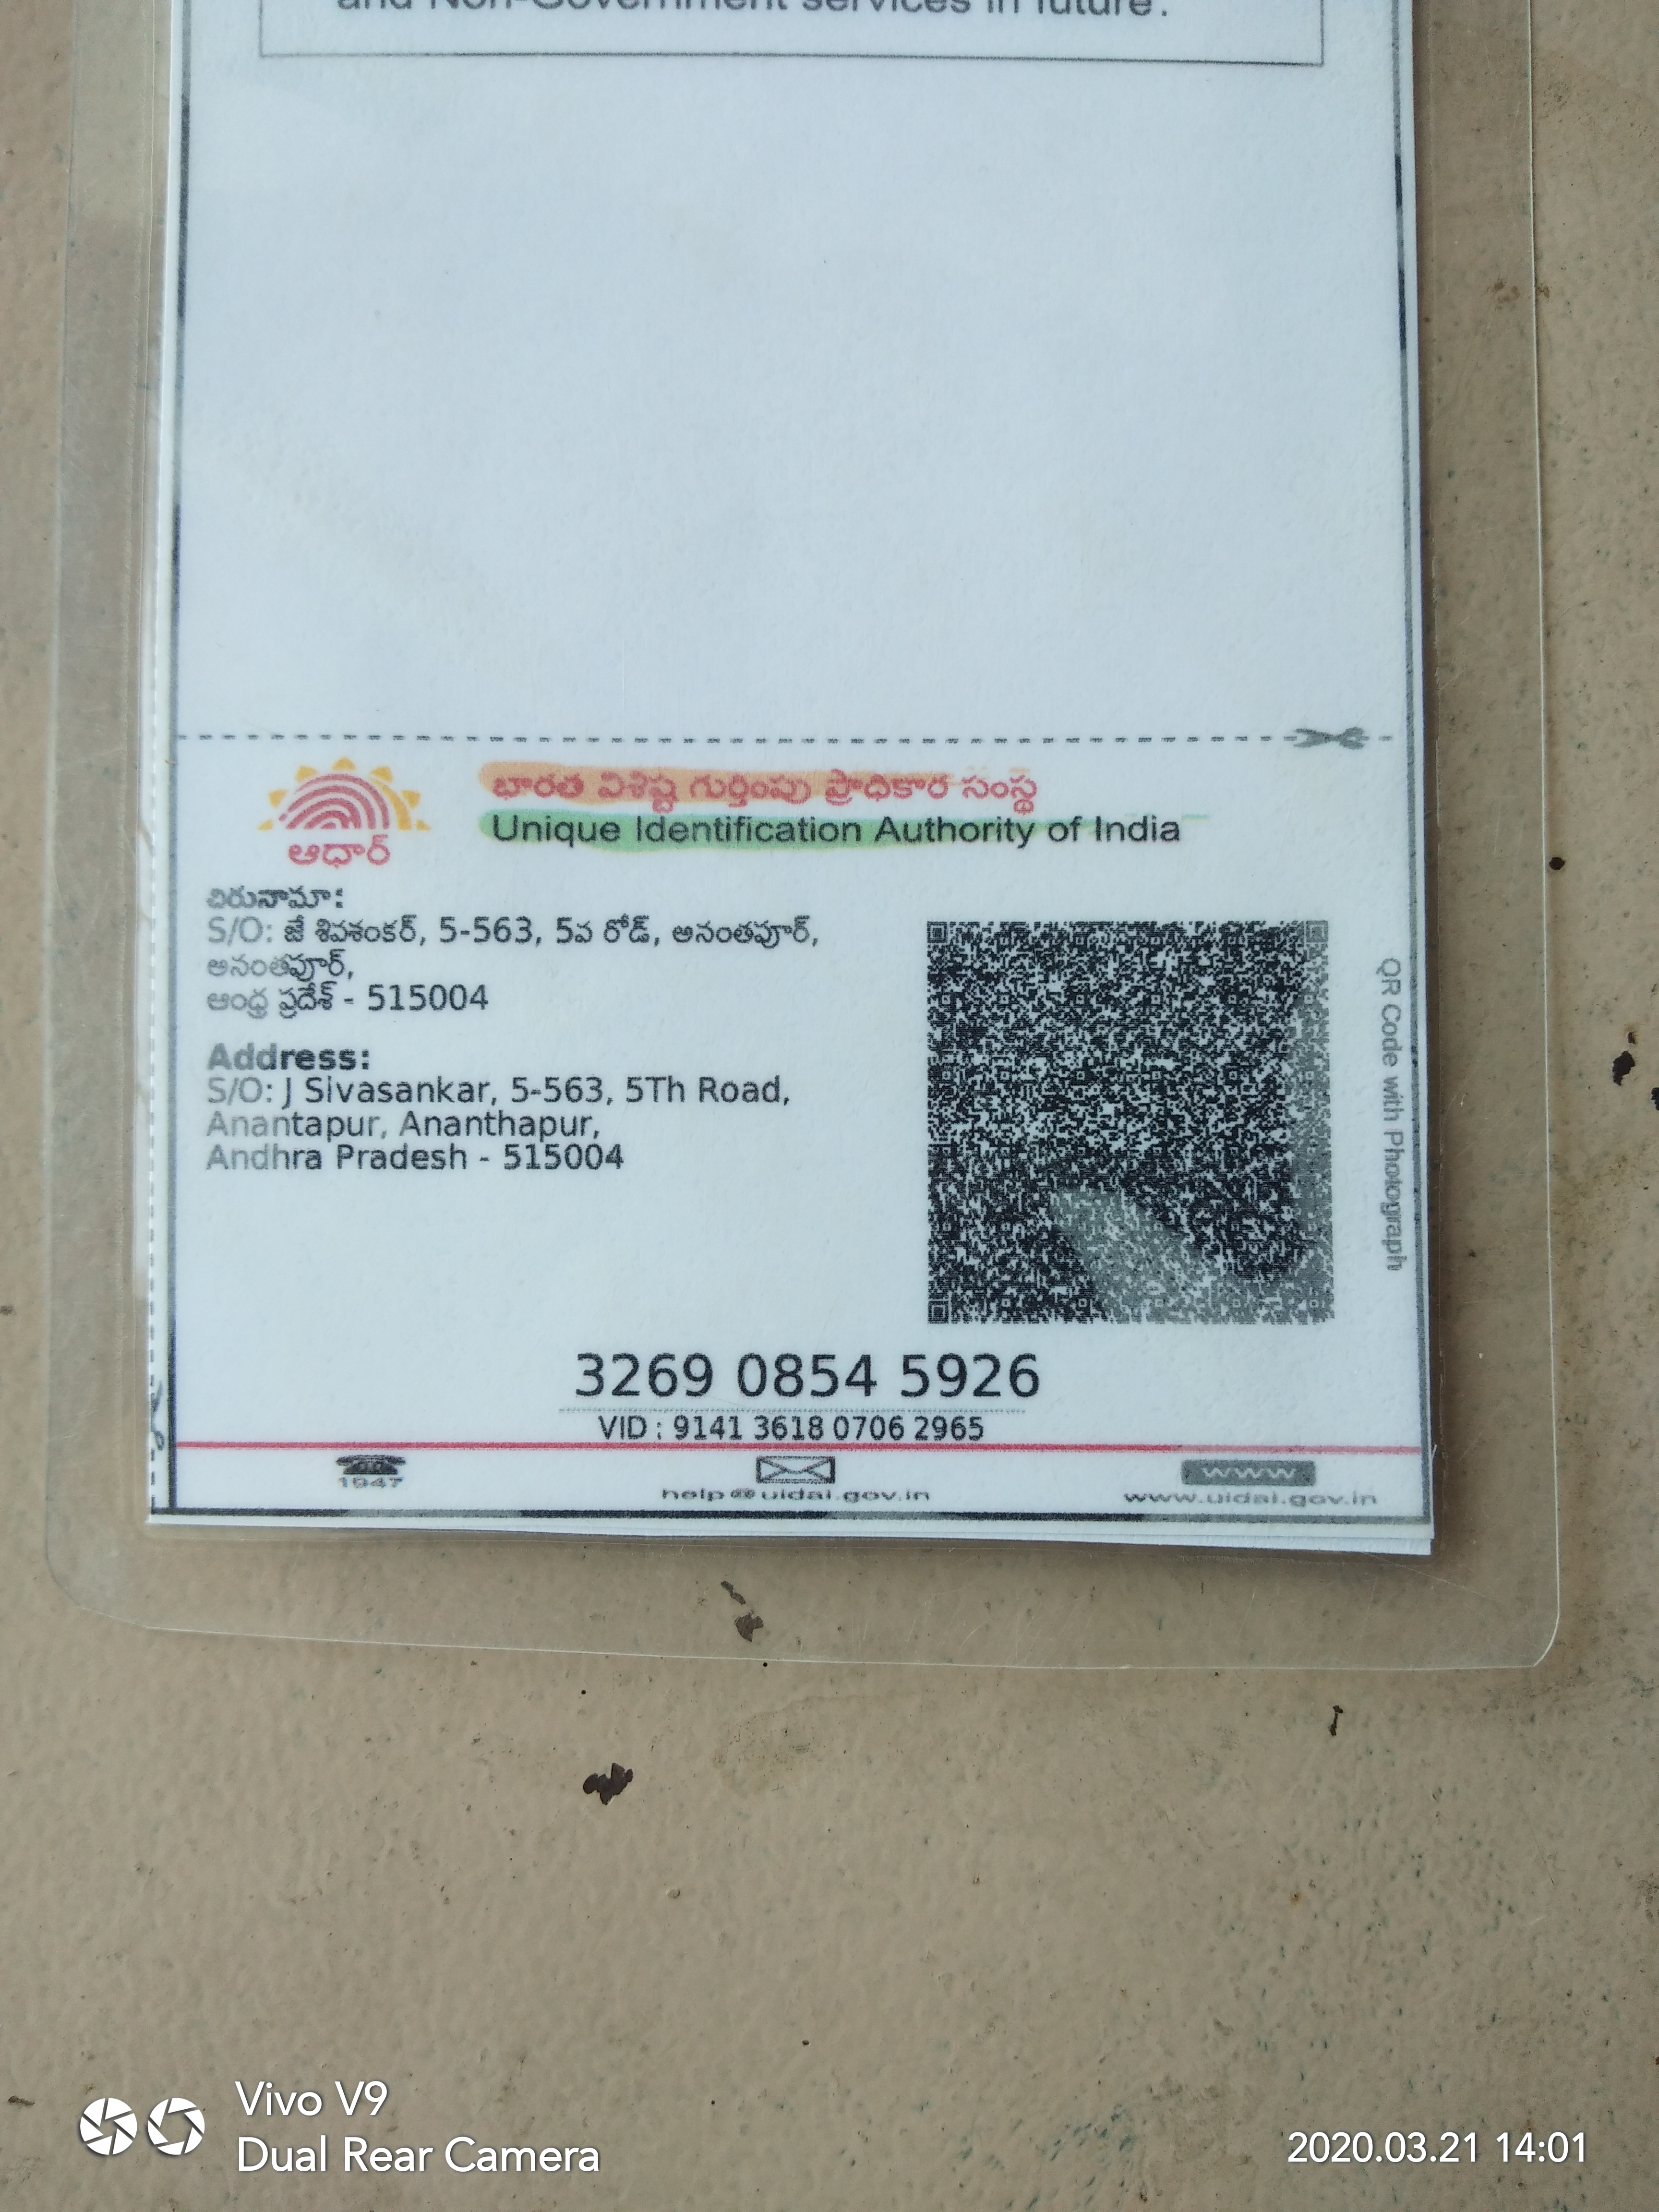 and Non-Government services in future.
ఆధార్
భారత విశిష్ట గుర్తింపు ప్రాధికార సంస్థ
Unique Identification Authority of India
చిరునామా:
S/O: జే శివశంకర్, 5-563, 5వ రోడ్, అనంతపూర్,
అనంతపూర్,
ఆంధ్ర ప్రదేశ్ - 515004
Address:
S/O: J Sivasankar, 5-563, 5Th Road,
Anantapur, Ananthapur,
Andhra Pradesh - 515004
QR Code with Photograph
3269 0854 5926
VID : 9141 3618 0706 2965
1947
help@uidai.gov.in
www
www.uidai.gov.in
Vivo V9
Dual Rear Camera
2020.03.21 14:01